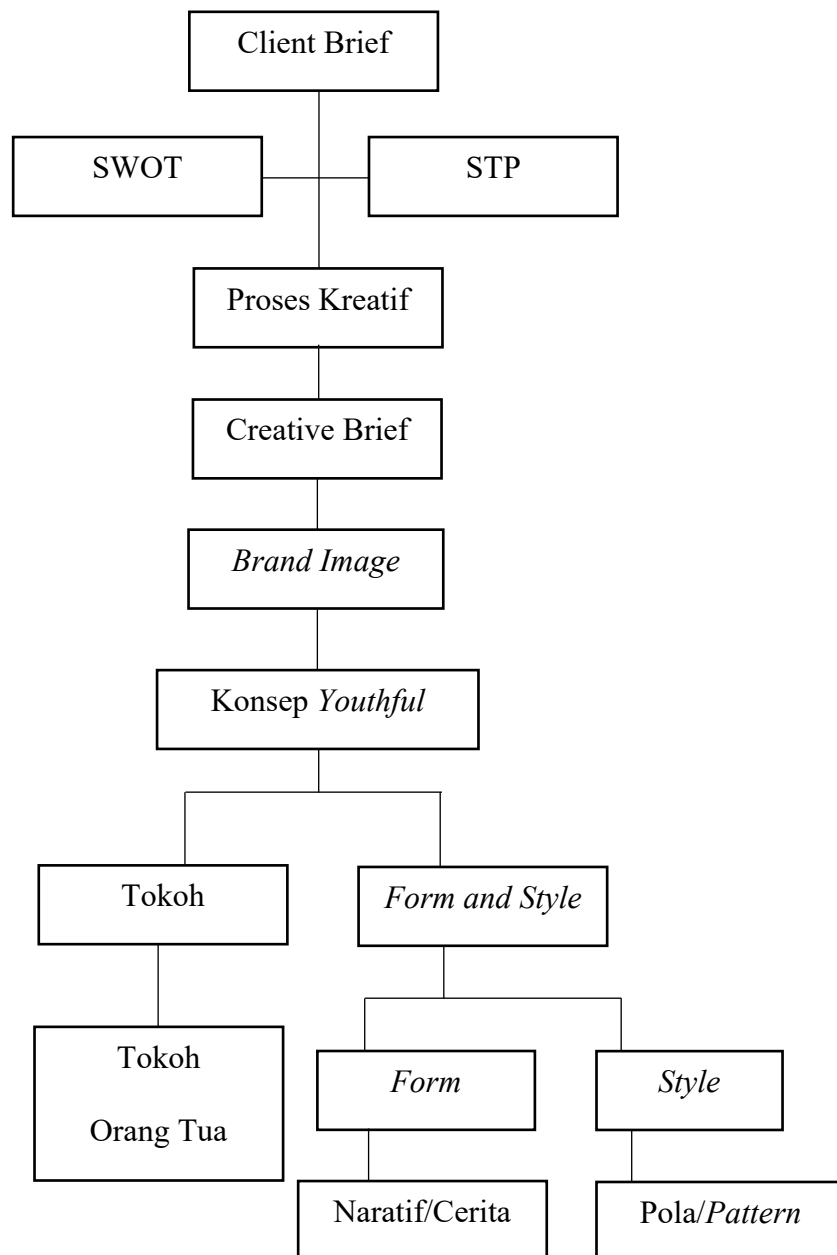 Client Brief
SWOT
STP
Proses Kreatif
Creative Brief
Brand Image
Konsep Youthful
Tokoh
Form and Style
Tokoh
Orang Tua
Form
Style
Naratif/Cerita
Pola/Pattern